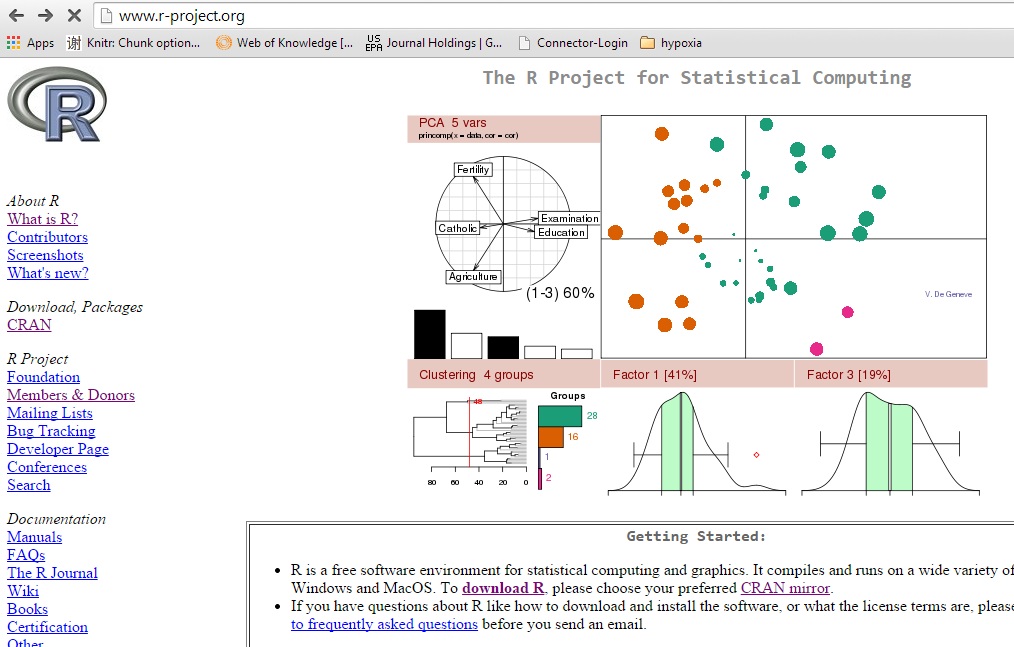 www.r-project.org
Apps
谢 Knitr: Chunk option...
Web of Knowledge [...
US EPA Journal Holdings | G...
Connector-Login
hypoxia
R
The R Project for Statistical Computing
About R
What is R?
Contributors
Screenshots
What's new?
Download, Packages
CRAN
R Project
Foundation
Members & Donors
Mailing Lists
Bug Tracking
Developer Page
Conferences
Search
Documentation
Manuals
FAQs
The R Journal
Wiki
Books
Certification
Other
PCA 5 vars
princomp(x = data, cor = cor)
Fertility
Examination
Catholic
Education
Agriculture
(1-3) 60%
V. De Geneve
Clustering 4 groups
Factor 1 [41%]
Factor 3 [19%]
48
Groups
28
16
1
2
80 60 40 20 0
Getting Started:
R is a free software environment for statistical computing and graphics. It compiles and runs on a wide variety of
Windows and MacOS. To download R, please choose your preferred CRAN mirror.
If you have questions about R like how to download and install the software, or what the license terms are, please
to frequently asked questions before you send an email.